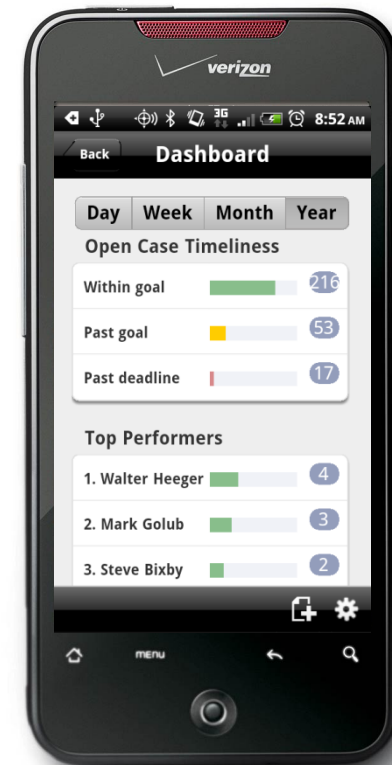 verizon
3G 8:52 AM
Back Dashboard
Day Week Month Year
Open Case Timeliness
Within goal 216
Past goal 53
Past deadline 17
Top Performers
1. Walter Heeger 4
2. Mark Golub 3
3. Steve Bixby 2
menu